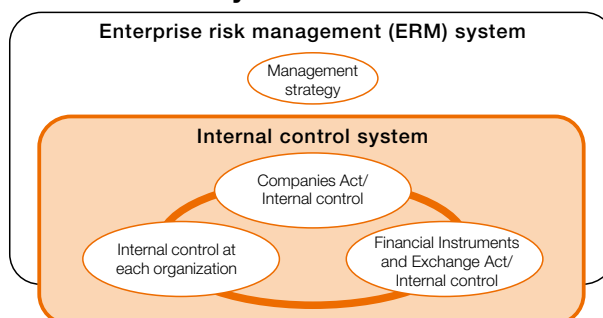 Enterprise risk management (ERM) system
Management
strategy
Internal control system
Companies Act/
Internal control
Internal control at
each organization
Financial Instruments
and Exchange Act/
Internal control